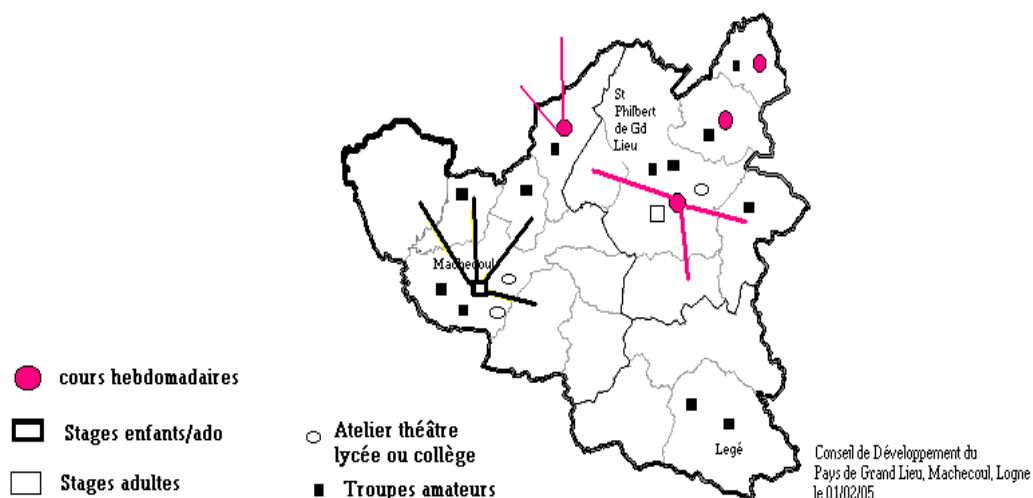 St
Philbert
de Gd
Lieu
Machecoul
cours hebdomadaires
Stages enfants/ado
Stages adultes
Atelier théâtre
lycée ou collège
Troupes amateurs
Legé
Conseil de Développement du
Pays de Grand Lieu, Machecoul, Logne
le 01/02/05